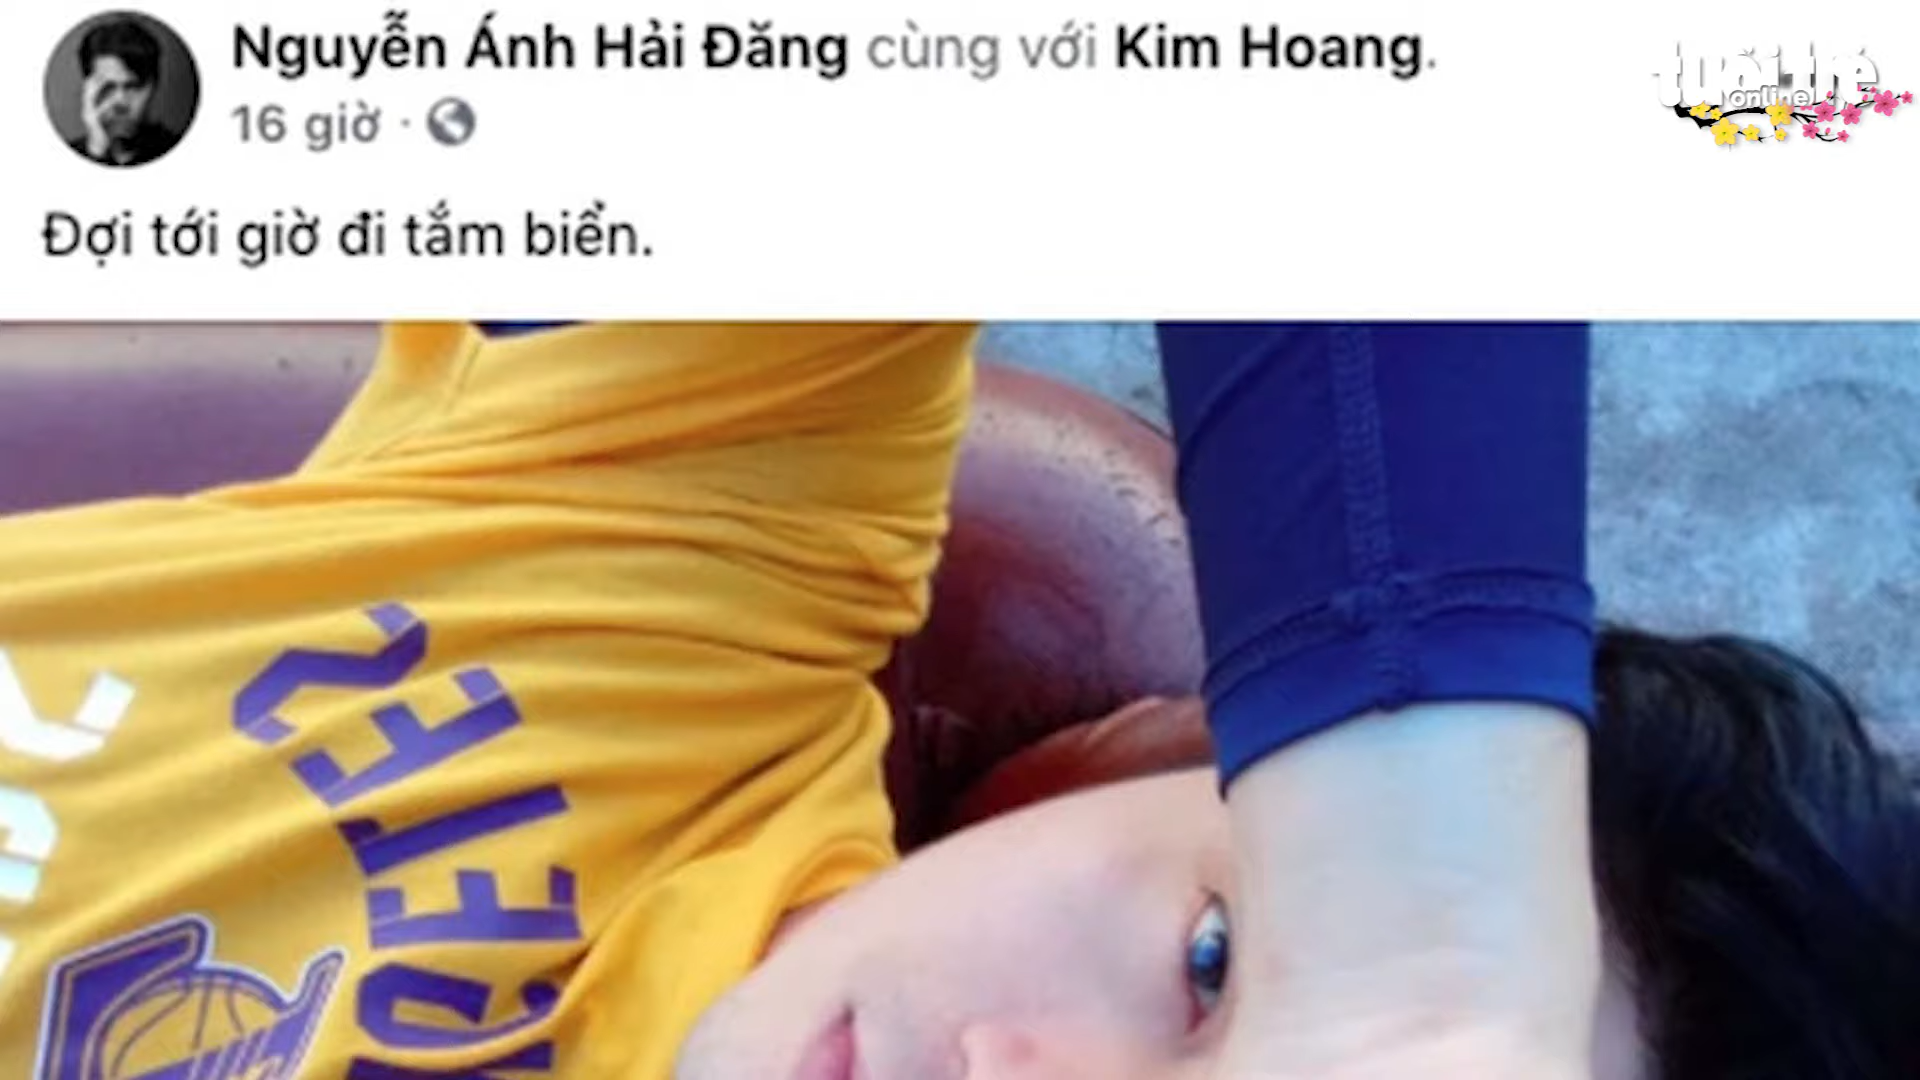 Nguyễn Ánh Hải Đăng cùng với Kim Hoang.
16 giờ ·
Đợi tới giờ đi tắm biển.
tuổi trẻ
online